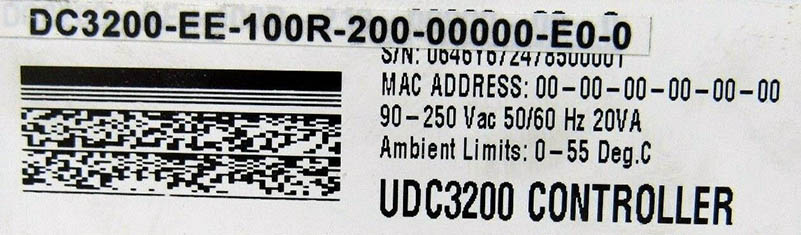 DC3200-EE-100R-200-00000-E0-0
S/N: 0646Y672478500001
MAC ADDRESS: 00-00-00-00-00-00
90-250 Vac 50/60 Hz 20VA
Ambient Limits: 0-55 Deg.C
UDC3200 CONTROLLER